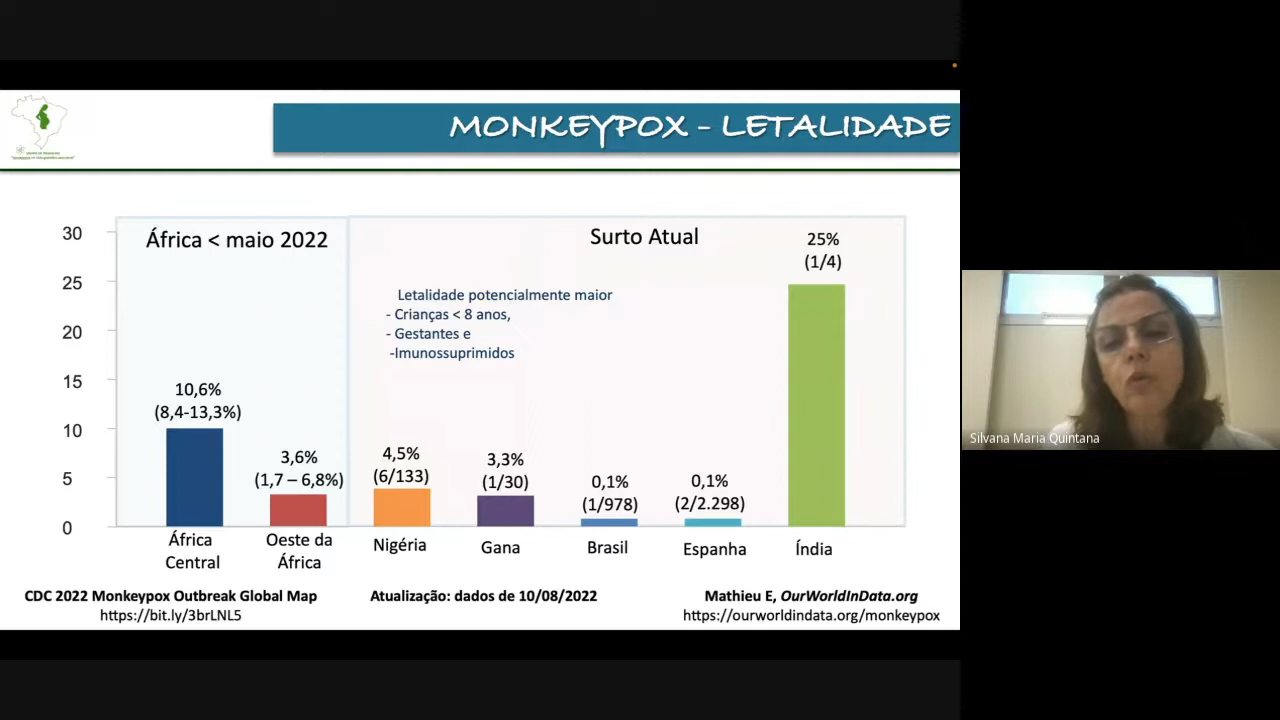 MONKEYPOX - LETALIDADE
África < maio 2022
Surto Atual
30
25
20
15
10
5
0
Letalidade potencialmente maior
- Crianças < 8 anos,
- Gestantes e
-Imunossuprimidos
10,6%
(8,4-13,3%)
3,6%
(1,7 – 6,8%)
4,5%
(6/133)
3,3%
(1/30)
0,1%
(1/978)
0,1%
(2/2.298)
25%
(1/4)
África
Central
Oeste da
África
Nigéria
Gana
Brasil
Espanha
Índia
CDC 2022 Monkeypox Outbreak Global Map
https://bit.ly/3brLNL5
Atualização: dados de 10/08/2022
Mathieu E, OurWorldInData.org
https://ourworldindata.org/monkeypox
Silvana Maria Quintana